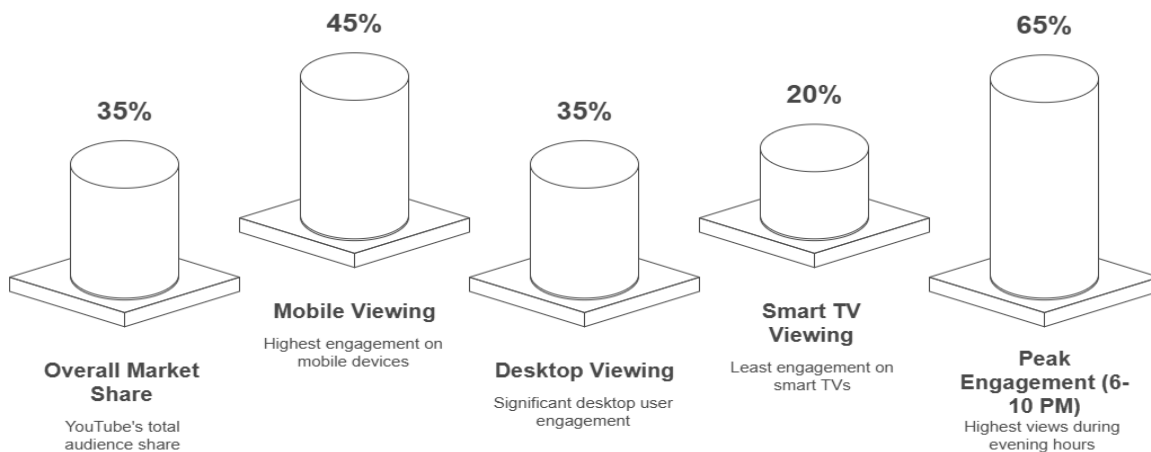 35%
Overall Market
Share
YouTube's total
audience share
45%
Mobile Viewing
Highest engagement on
mobile devices
35%
Desktop Viewing
Significant desktop user
engagement
20%
Smart TV
Viewing
Least engagement on
smart TVs
65%
Peak
Engagement (6-
10 PM)
Highest views during
evening hours